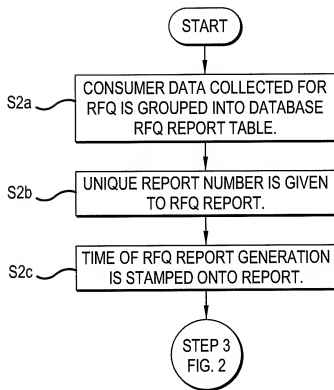 START
S2a
CONSUMER DATA COLLECTED FOR
RFQ IS GROUPED INTO DATABASE
RFQ REPORT TABLE.
S2b
UNIQUE REPORT NUMBER IS GIVEN
TO RFQ REPORT.
S2c
TIME OF RFQ REPORT GENERATION
IS STAMPED ONTO REPORT.
STEP 3
FIG. 2